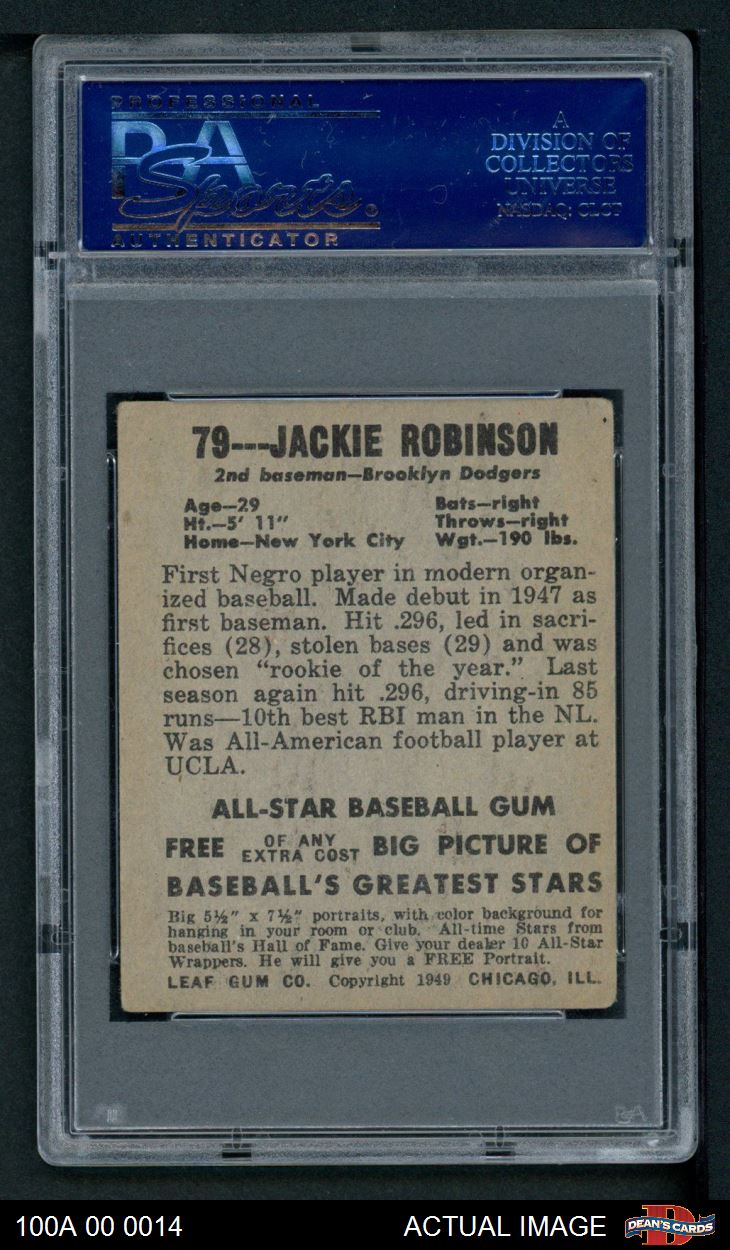 PROFESSIONAL
PSA
Sports®
AUTHENTICATOR
A
DIVISION OF
COLLECTORS
UNIVERSE
NASDAQ: CLCT
79---JACKIE ROBINSON
2nd baseman—Brooklyn Dodgers
Age—29 Bats—right
Ht.—5' 11" Throws—right
Home—New York City Wgt.—190 lbs.
First Negro player in modern organ-
ized baseball. Made debut in 1947 as
first baseman. Hit .296, led in sacri-
fices (28), stolen bases (29) and was
chosen "rookie of the year." Last
season again hit .296, driving-in 85
runs—10th best RBI man in the NL.
Was All-American football player at
UCLA.
ALL-STAR BASEBALL GUM
FREE OF ANY EXTRA COST BIG PICTURE OF
BASEBALL'S GREATEST STARS
Big 5½" x 7½" portraits, with color background for
hanging in your room or club. All-time Stars from
baseball's Hall of Fame. Give your dealer 10 All-Star
Wrappers. He will give you a FREE Portrait.
LEAF GUM CO. Copyright 1949 CHICAGO, ILL.
PSA
100A 00 0014 ACTUAL IMAGE DEAN'S CARDS